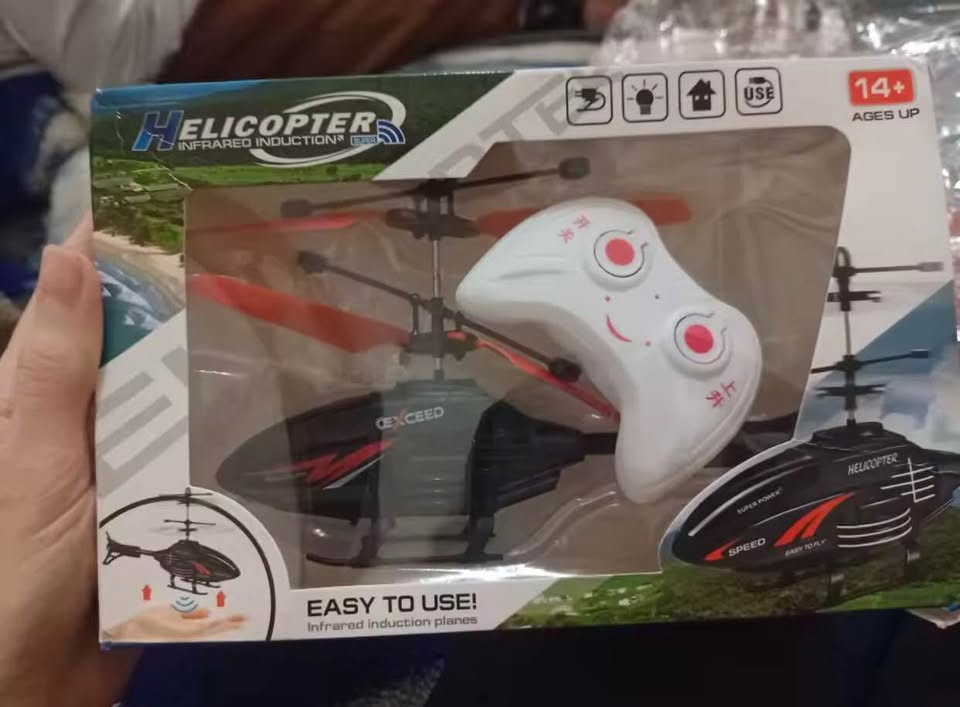 HELICOPTER
INFRARED INDUCTION
USE
14+
AGES UP
开
关
上
升
EXCEED
HELICOPTER
SUPER POWER
SPEED
EASY TO FLY
EASY TO USE!
Infrared induction planes